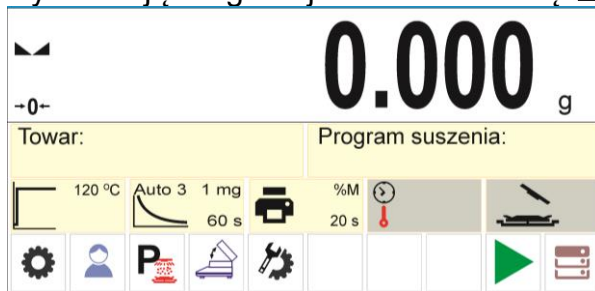 0.000 g
→0←
Towar: Program suszenia:
120 ºC Auto 3 1 mg %M
60 s 20 s
P